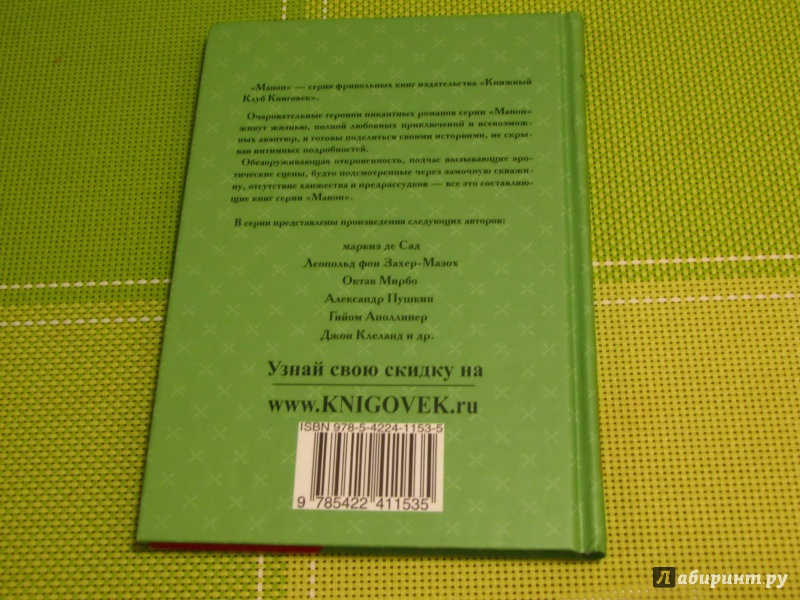 «Манон» — серия фривольных книг издательства «Книжный
Клуб Книговек».
Очаровательные героини пикантных романов серии «Манон»
живут жизнью, полной любовных приключений и всевозмож-
ных авантюр, и готовы поделиться своими историями, не скры-
вая интимных подробностей.
Обезоруживающая откровенность, подчас вызывающие эро-
тические сцены, будто подсмотренные через замочную скважи-
ну, отсутствие ханжества и предрассудков — все это составляю-
щие книг серии «Манон».
В серии представлены произведения следующих авторов:
маркиз де Сад
Леопольд фон Захер-Мазох
Октав Мирбо
Александр Пушкин
Гийом Аполлинер
Джон Клеланд и др.
Узнай свою скидку на
www.KNIGOVEK.ru
ISBN 978-5-4224-1153-5
9 785422 411535
Лабиринт.ру